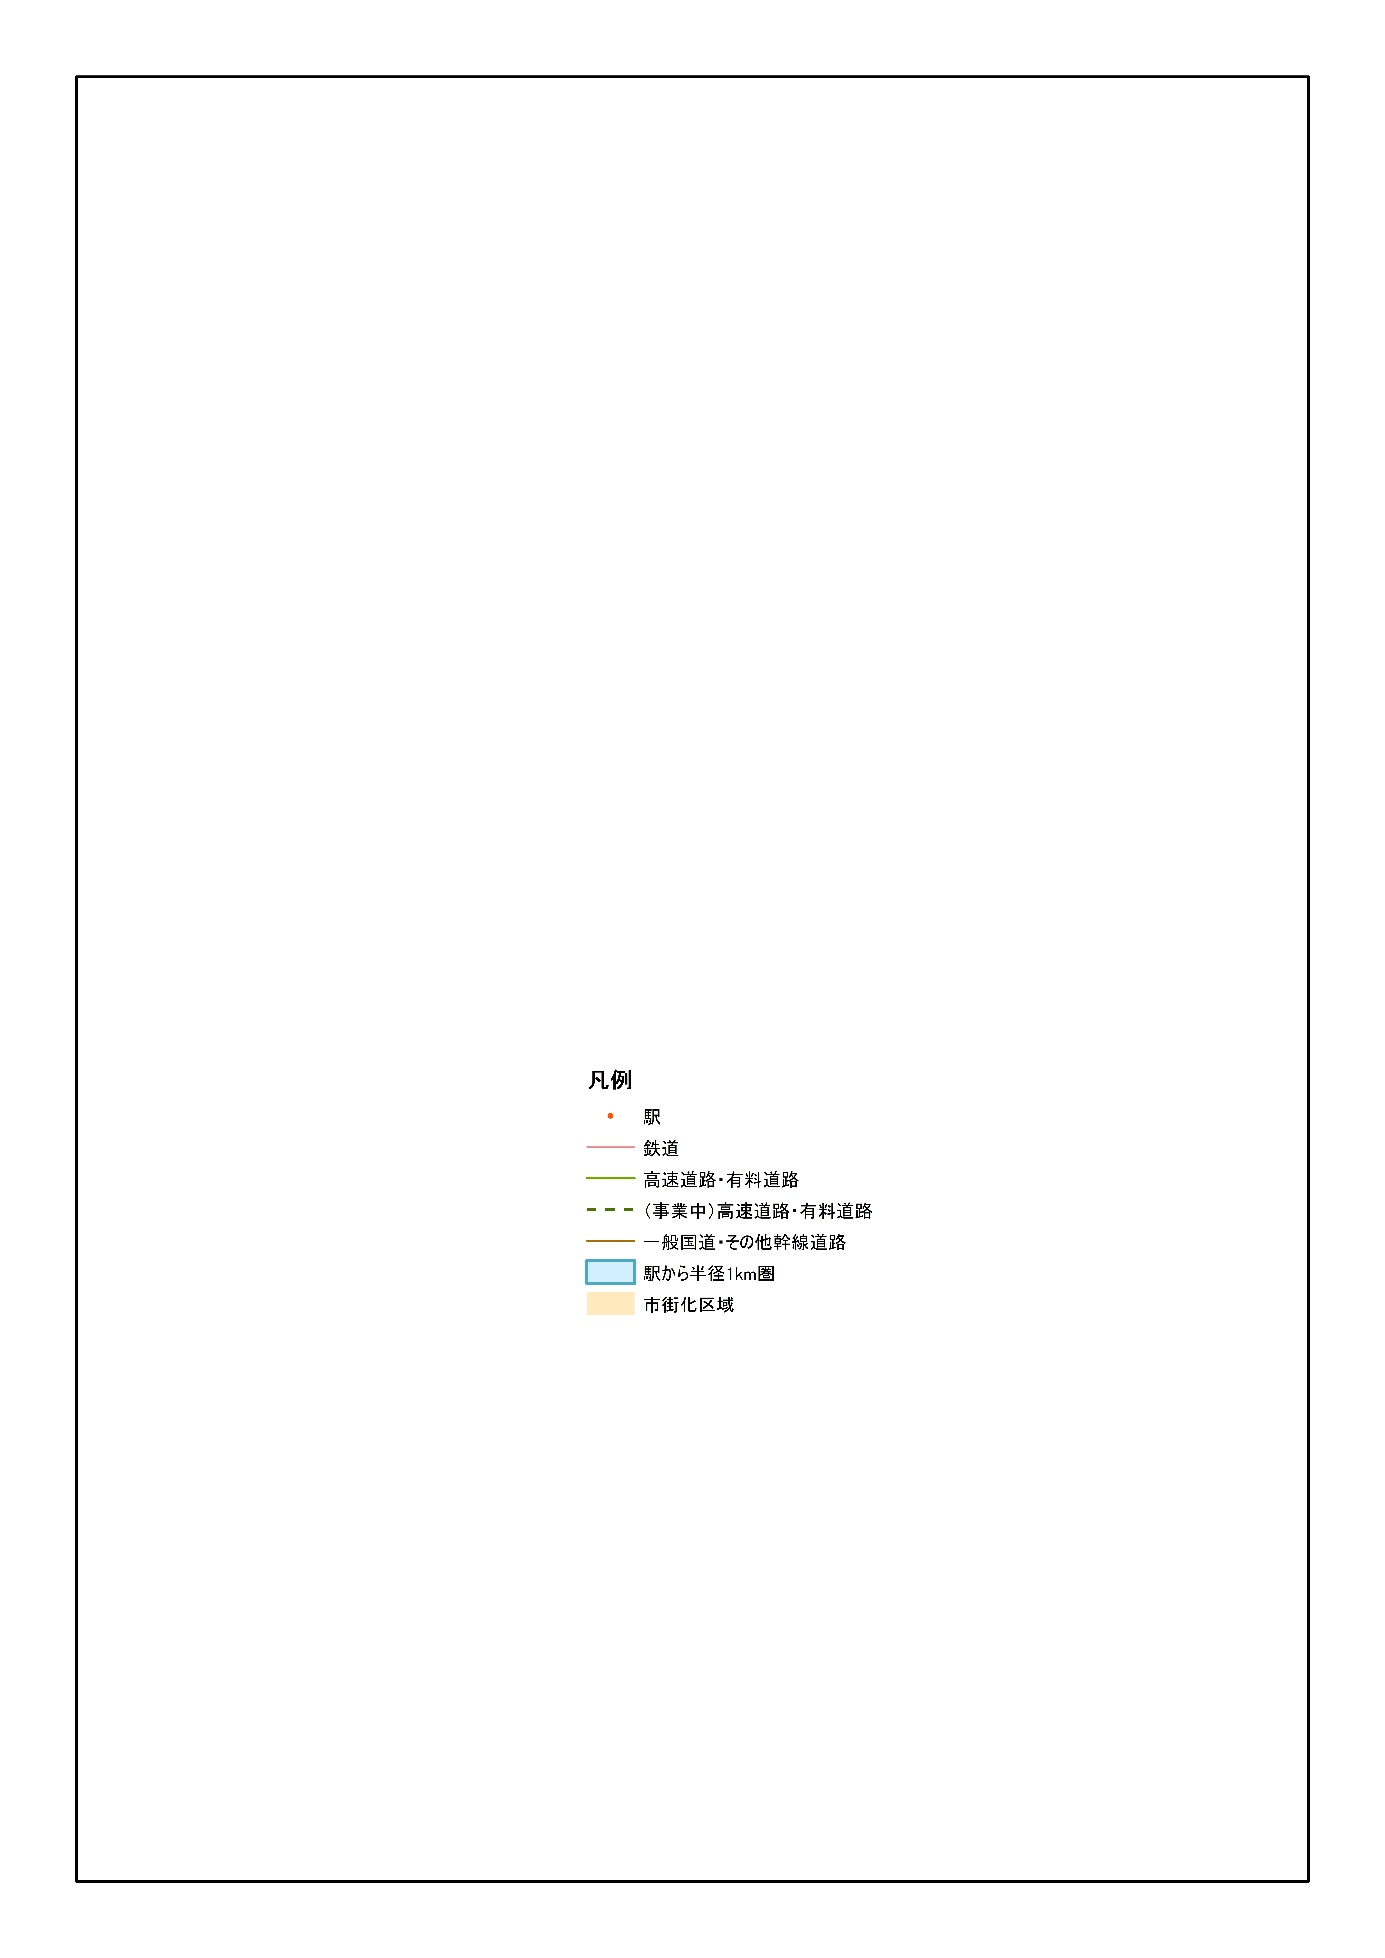 凡例
駅
鉄道
高速道路・有料道路
（事業中）高速道路・有料道路
一般国道・その他幹線道路
駅から半径1km圏
市街化区域